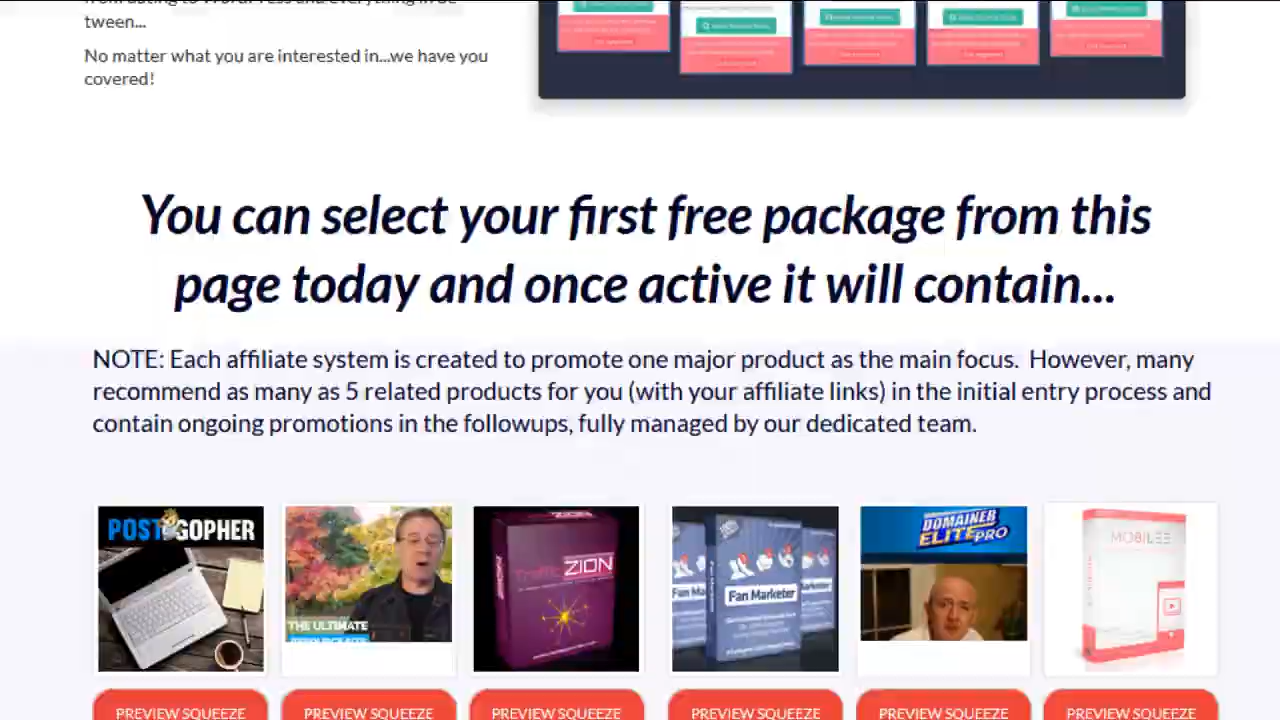 tween...
No matter what you are interested in...we have you
covered!
You can select your first free package from this
page today and once active it will contain...
NOTE: Each affiliate system is created to promote one major product as the main focus. However, many
recommend as many as 5 related products for you (with your affiliate links) in the initial entry process and
contain ongoing promotions in the followups, fully managed by our dedicated team.
POST GOPHER
THE ULTIMATE
ZION
Fan Marketer
DOMAINER
ELITE PRO
MOBILEE
PREVIEW SQUEEZE
PREVIEW SQUEEZE
PREVIEW SQUEEZE
PREVIEW SQUEEZE
PREVIEW SQUEEZE
PREVIEW SQUEEZE